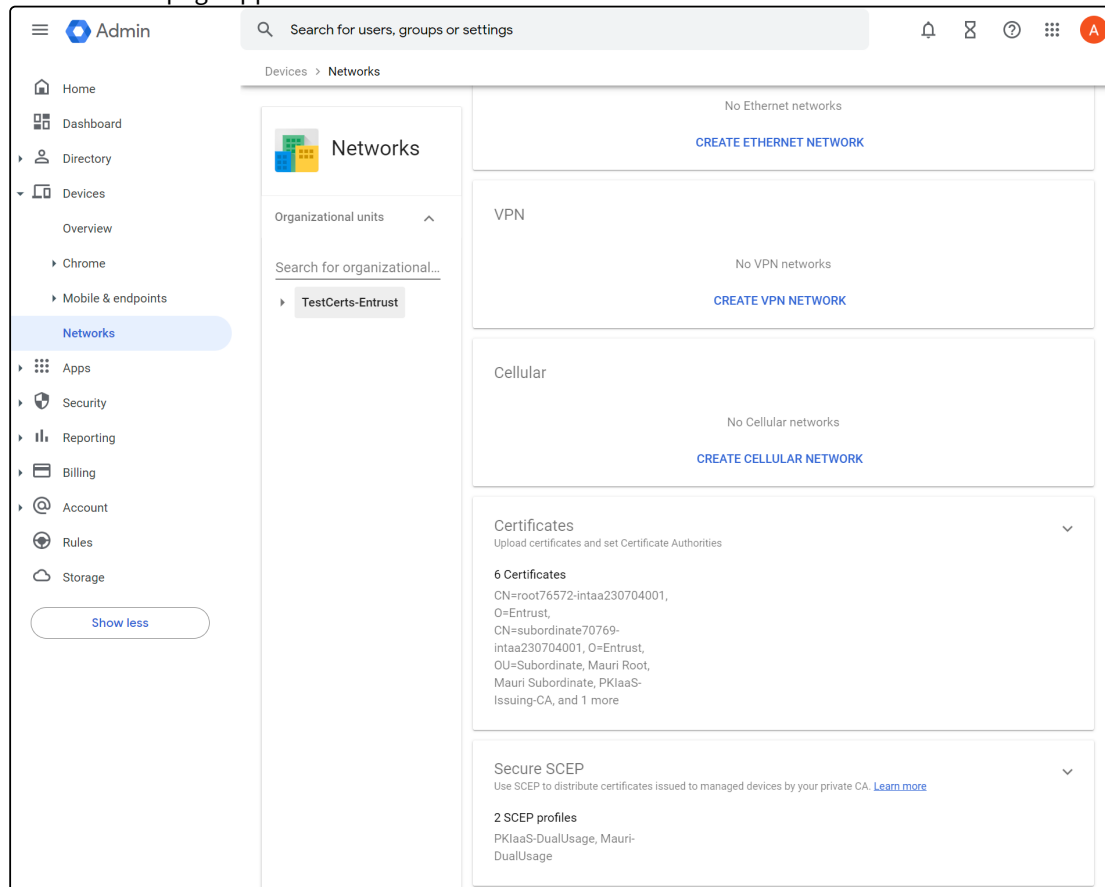 Admin
Search for users, groups or settings
A
Devices > Networks
Home
Dashboard
Directory
Devices
Overview
Chrome
Mobile & endpoints
Networks
Apps
Security
Reporting
Billing
Account
Rules
Storage
Show less
Networks
Organizational units
Search for organizational...
TestCerts-Entrust
No Ethernet networks
CREATE ETHERNET NETWORK
VPN
No VPN networks
CREATE VPN NETWORK
Cellular
No Cellular networks
CREATE CELLULAR NETWORK
Certificates
Upload certificates and set Certificate Authorities
6 Certificates
CN=root76572-intaa230704001,
O=Entrust,
CN=subordinate70769-
intaa230704001, O=Entrust,
OU=Subordinate, Mauri Root,
Mauri Subordinate, PKIaaS-
Issuing-CA, and 1 more
Secure SCEP
Use SCEP to distribute certificates issued to managed devices by your private CA. Learn more
2 SCEP profiles
PKIaaS-DualUsage, Mauri-
DualUsage